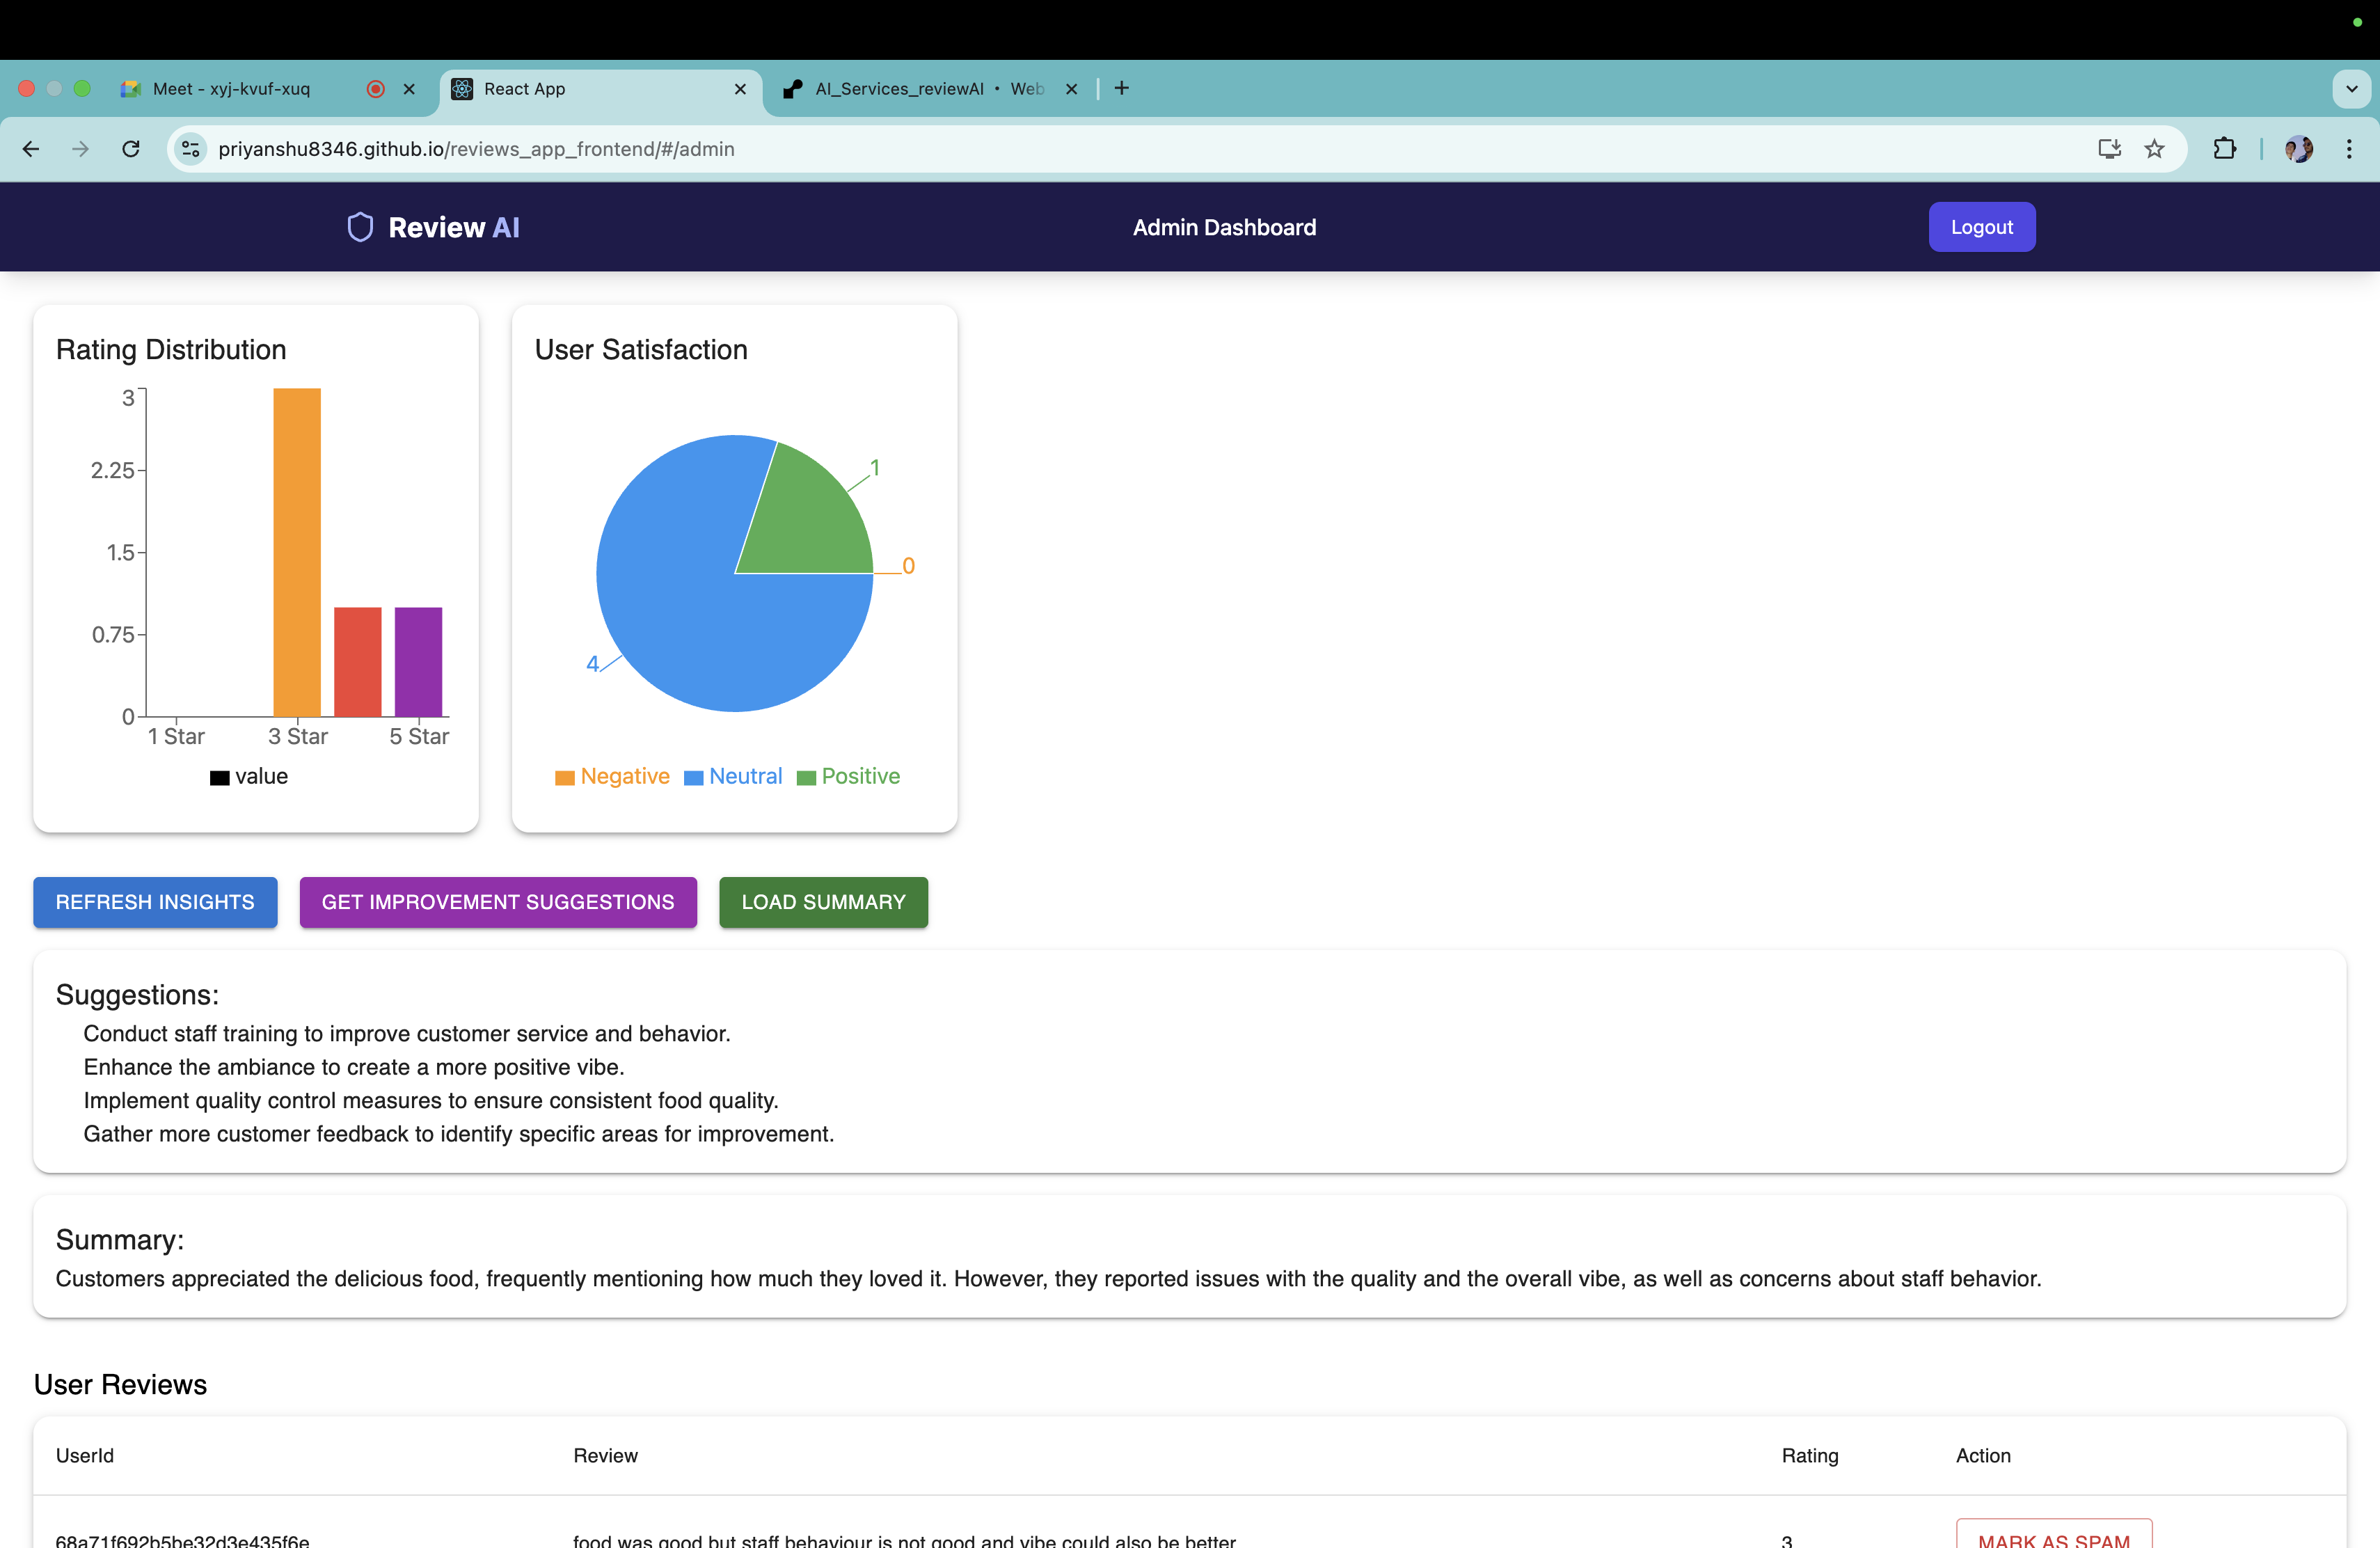 Meet - xyj-kvuf-xuq
React App
AI_Services_reviewAI • Web
priyanshu8346.github.io/reviews_app_frontend/#/admin
Review AI
Admin Dashboard
Logout
Rating Distribution
3
2.25
1.5
0.75
0
1 Star 3 Star 5 Star
value
User Satisfaction
1
0
4
Negative Neutral Positive
REFRESH INSIGHTS
GET IMPROVEMENT SUGGESTIONS
LOAD SUMMARY
Suggestions:
Conduct staff training to improve customer service and behavior.
Enhance the ambiance to create a more positive vibe.
Implement quality control measures to ensure consistent food quality.
Gather more customer feedback to identify specific areas for improvement.
Summary:
Customers appreciated the delicious food, frequently mentioning how much they loved it. However, they reported issues with the quality and the overall vibe, as well as concerns about staff behavior.
User Reviews
UserId Review Rating Action
68a71f692b5be32d3e435f6e food was good but staff behaviour is not good and vibe could also be better 3 MARK AS SPAM